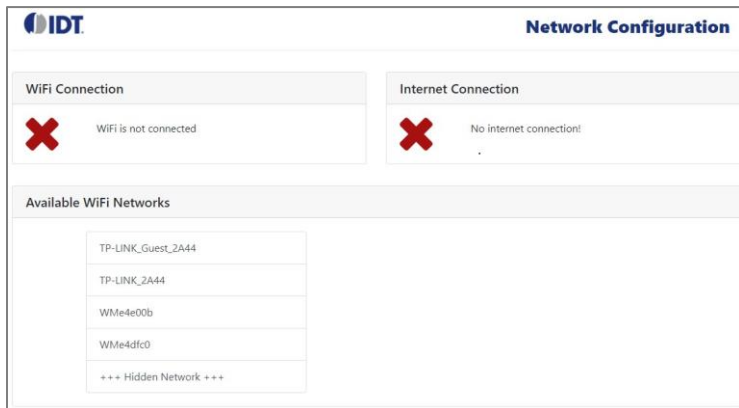 IDT.
Network Configuration
WiFi Connection
WiFi is not connected
Internet Connection
No internet connection!
.
Available WiFi Networks
TP-LINK_Guest_2A44
TP-LINK_2A44
WMe4e00b
WMe4dfc0
+++ Hidden Network +++